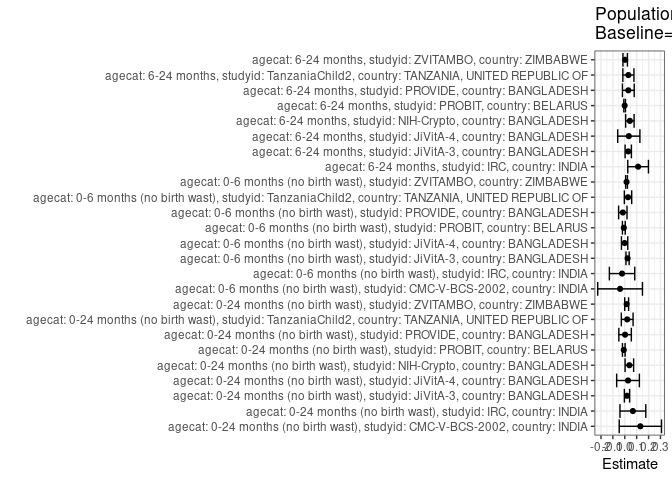 Population
Baseline=
agecat: 6-24 months, studyid: ZVITAMBO, country: ZIMBABWE
agecat: 6-24 months, studyid: TanzaniaChild2, country: TANZANIA, UNITED REPUBLIC OF
agecat: 6-24 months, studyid: PROVIDE, country: BANGLADESH
agecat: 6-24 months, studyid: PROBIT, country: BELARUS
agecat: 6-24 months, studyid: NIH-Crypto, country: BANGLADESH
agecat: 6-24 months, studyid: JiVitA-4, country: BANGLADESH
agecat: 6-24 months, studyid: JiVitA-3, country: BANGLADESH
agecat: 6-24 months, studyid: IRC, country: INDIA
agecat: 0-6 months (no birth wast), studyid: ZVITAMBO, country: ZIMBABWE
agecat: 0-6 months (no birth wast), studyid: TanzaniaChild2, country: TANZANIA, UNITED REPUBLIC OF
agecat: 0-6 months (no birth wast), studyid: PROVIDE, country: BANGLADESH
agecat: 0-6 months (no birth wast), studyid: PROBIT, country: BELARUS
agecat: 0-6 months (no birth wast), studyid: JiVitA-4, country: BANGLADESH
agecat: 0-6 months (no birth wast), studyid: JiVitA-3, country: BANGLADESH
agecat: 0-6 months (no birth wast), studyid: IRC, country: INDIA
agecat: 0-6 months (no birth wast), studyid: CMC-V-BCS-2002, country: INDIA
agecat: 0-24 months (no birth wast), studyid: ZVITAMBO, country: ZIMBABWE
agecat: 0-24 months (no birth wast), studyid: TanzaniaChild2, country: TANZANIA, UNITED REPUBLIC OF
agecat: 0-24 months (no birth wast), studyid: PROVIDE, country: BANGLADESH
agecat: 0-24 months (no birth wast), studyid: PROBIT, country: BELARUS
agecat: 0-24 months (no birth wast), studyid: NIH-Crypto, country: BANGLADESH
agecat: 0-24 months (no birth wast), studyid: JiVitA-4, country: BANGLADESH
agecat: 0-24 months (no birth wast), studyid: JiVitA-3, country: BANGLADESH
agecat: 0-24 months (no birth wast), studyid: IRC, country: INDIA
agecat: 0-24 months (no birth wast), studyid: CMC-V-BCS-2002, country: INDIA
-0.2 -0.1 0.0 0.1 0.2 0.3
Estimate